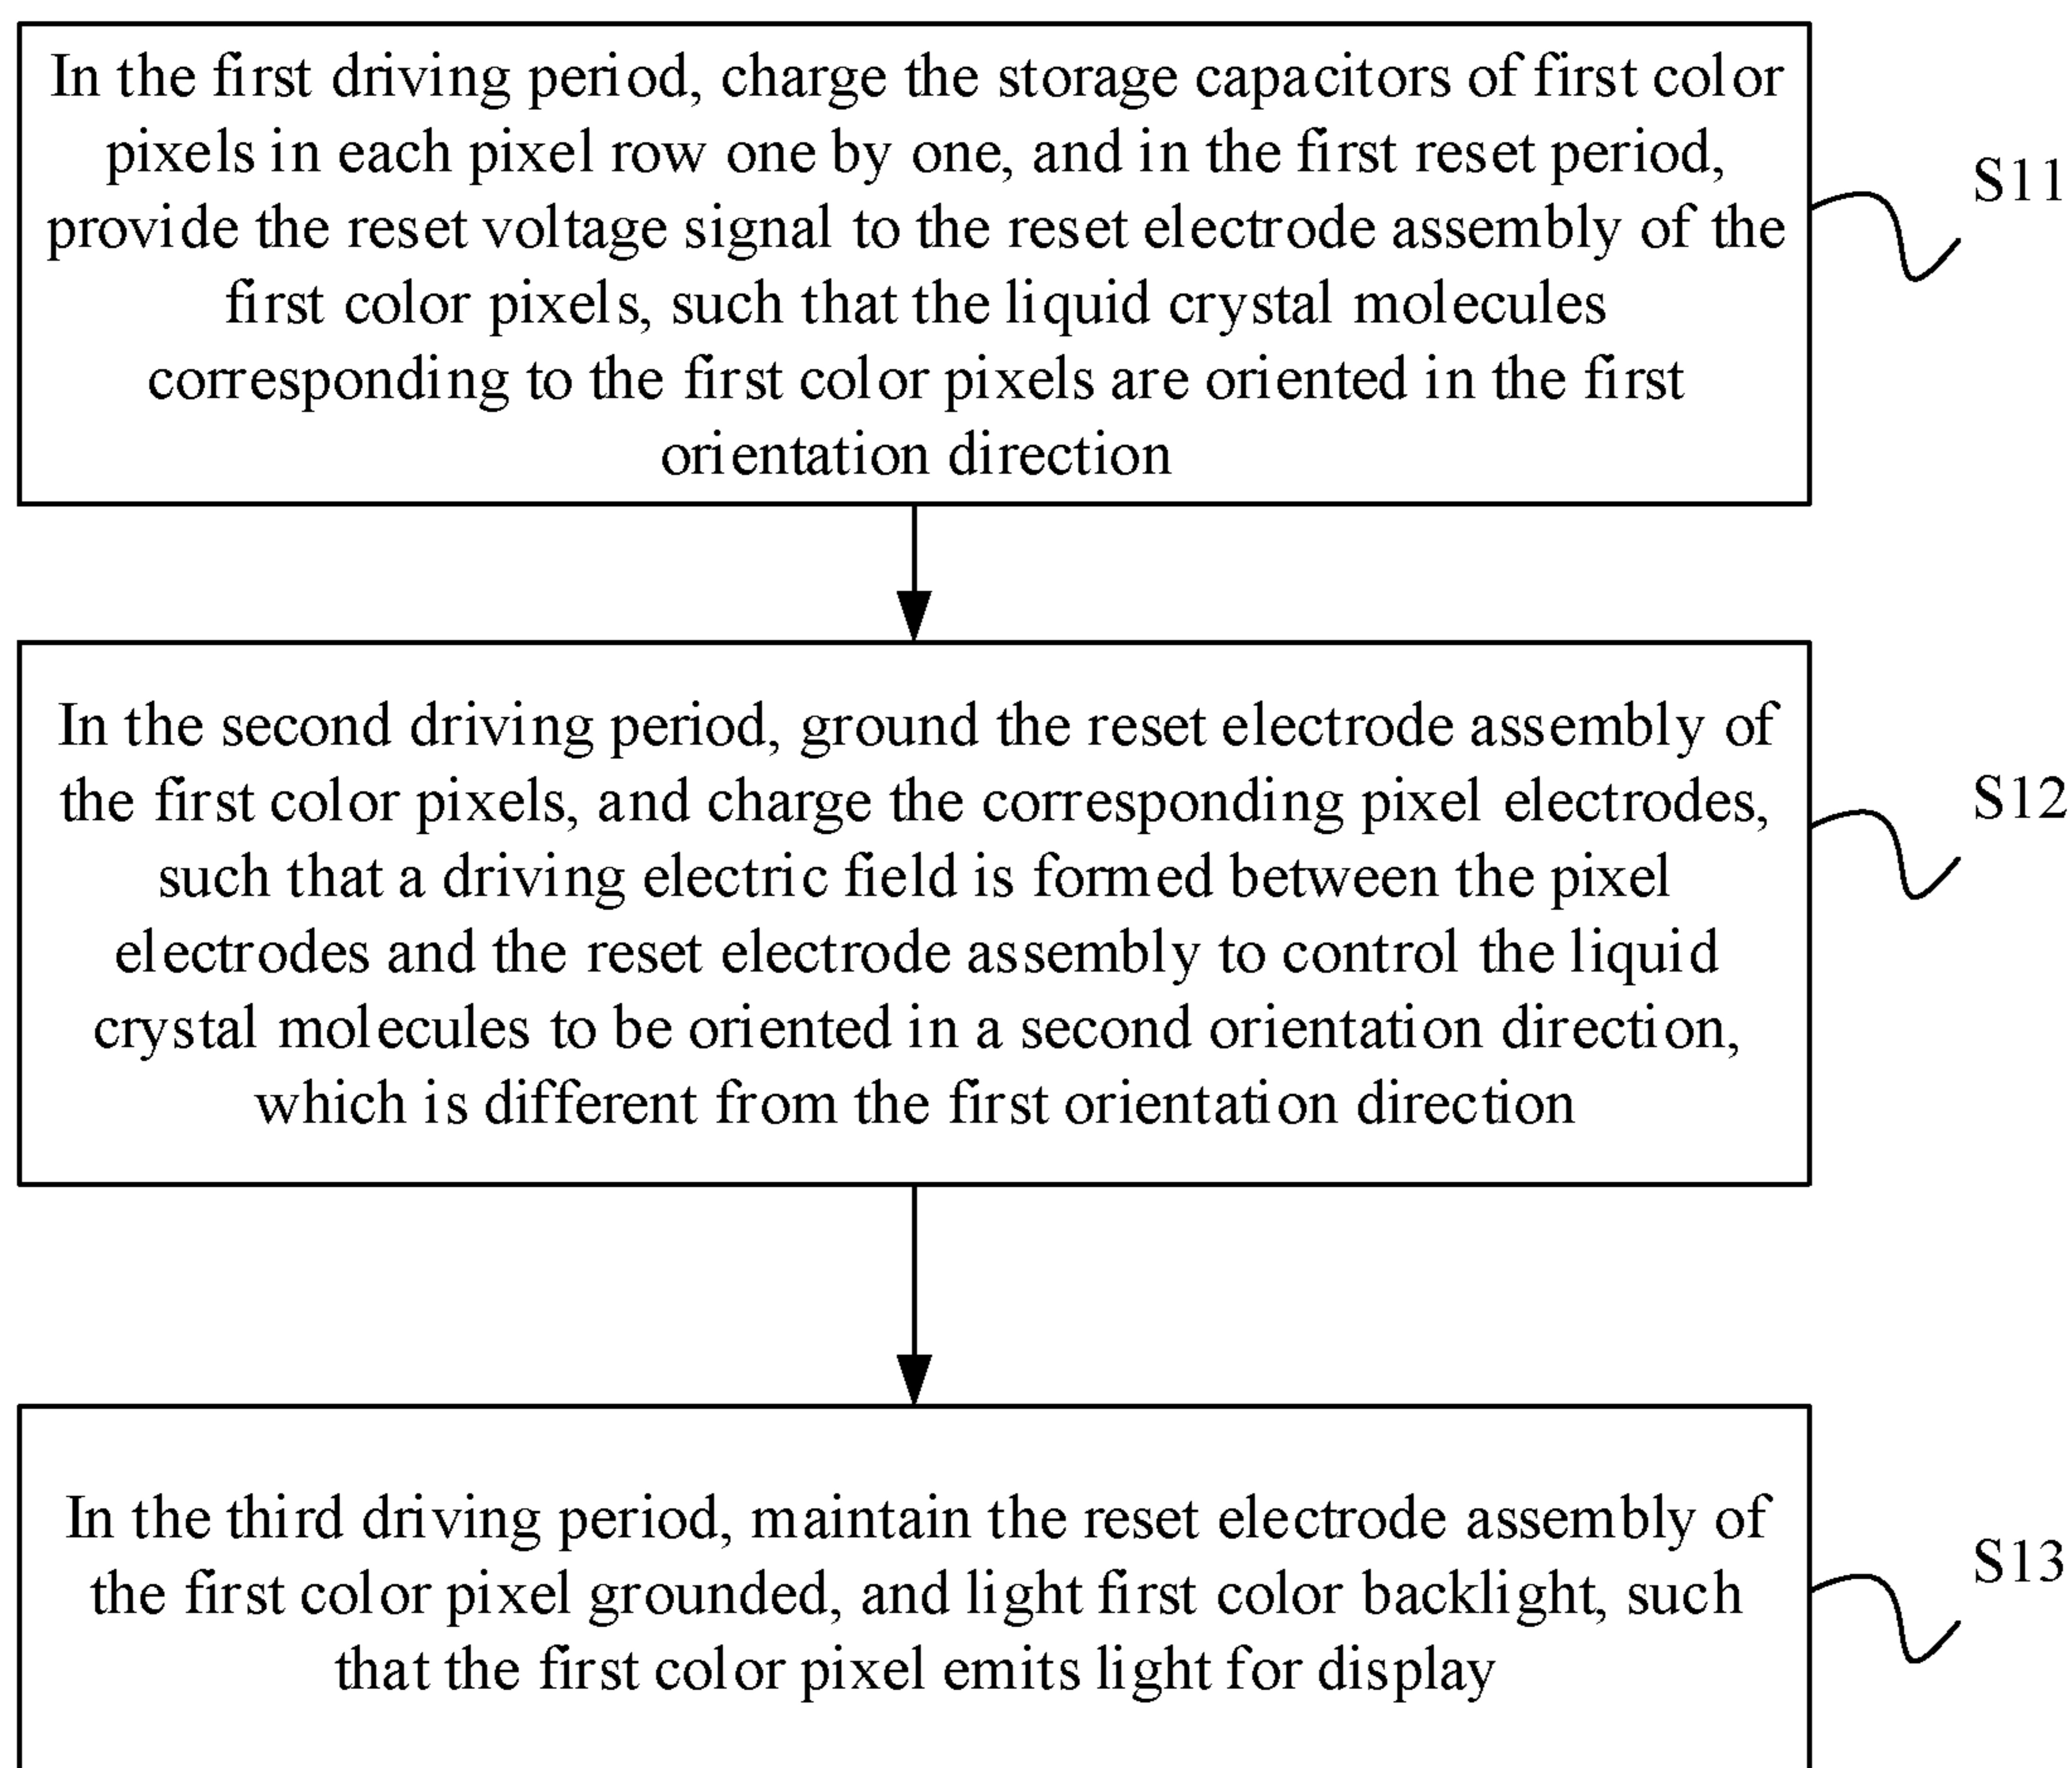 In the first driving period, charge the storage capacitors of first color
pixels in each pixel row one by one, and in the first reset period,
provide the reset voltage signal to the reset electrode assembly of the
first color pixels, such that the liquid crystal molecules
corresponding to the first color pixels are oriented in the first
orientation direction
S11
In the second driving period, ground the reset electrode assembly of
the first color pixels, and charge the corresponding pixel electrodes,
such that a driving electric field is formed between the pixel
electrodes and the reset electrode assembly to control the liquid
crystal molecules to be oriented in a second orientation direction,
which is different from the first orientation direction
S12
In the third driving period, maintain the reset electrode assembly of
the first color pixel grounded, and light first color backlight, such
that the first color pixel emits light for display
S13